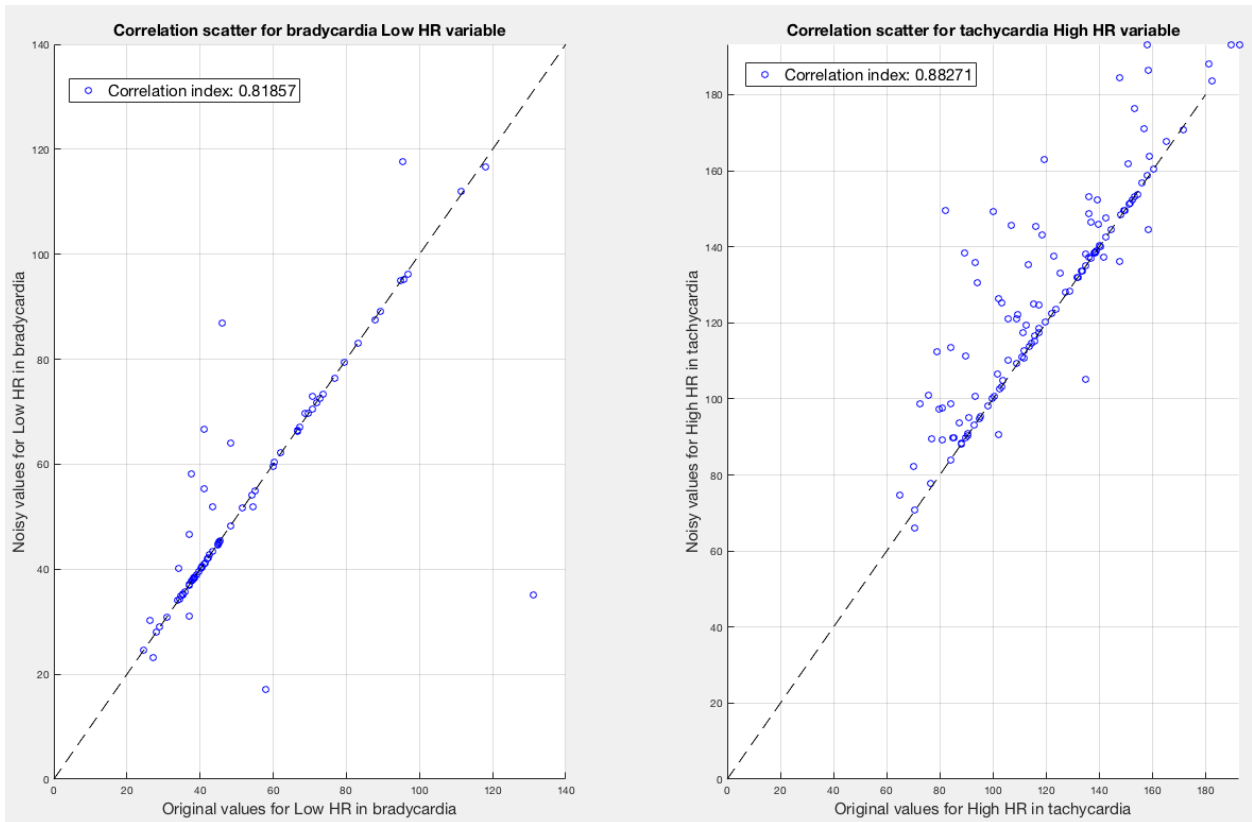 Correlation scatter for bradycardia Low HR variable
Correlation index: 0.81857
Noisy values for Low HR in bradycardia
140
120
100
80
60
40
20
0
0 20 40 60 80 100 120 140
Original values for Low HR in bradycardia
Correlation scatter for tachycardia High HR variable
Correlation index: 0.88271
Noisy values for High HR in tachycardia
180
160
140
120
100
80
60
40
20
0
0 20 40 60 80 100 120 140 160 180
Original values for High HR in tachycardia